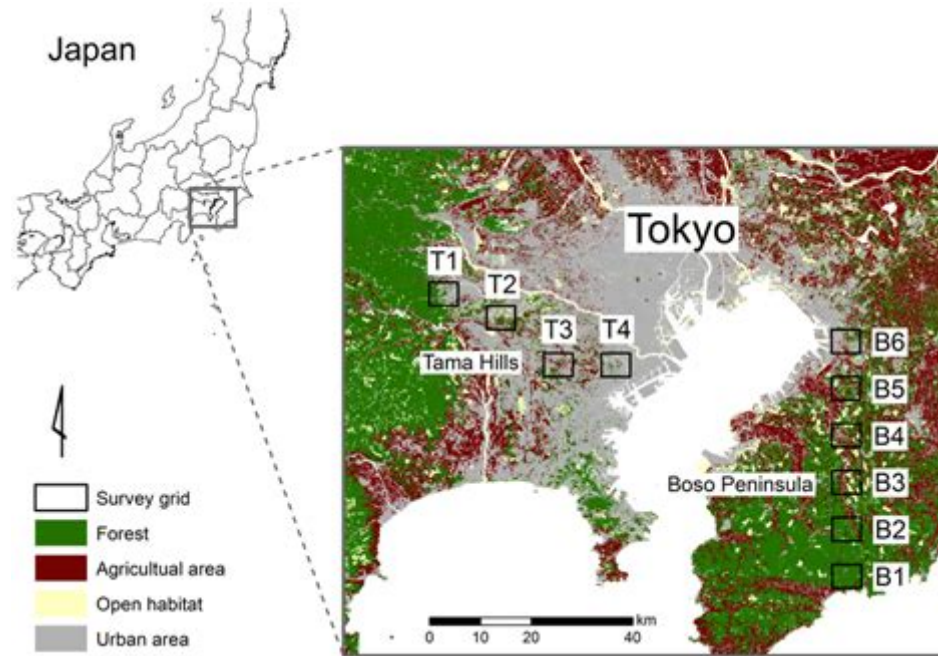 Japan
Tokyo
T1
T2
T3
T4
Tama Hills
B6
B5
B4
B3
Boso Peninsula
B2
B1
Survey grid
Forest
Agricultual area
Open habitat
Urban area
km
0 10 20 40